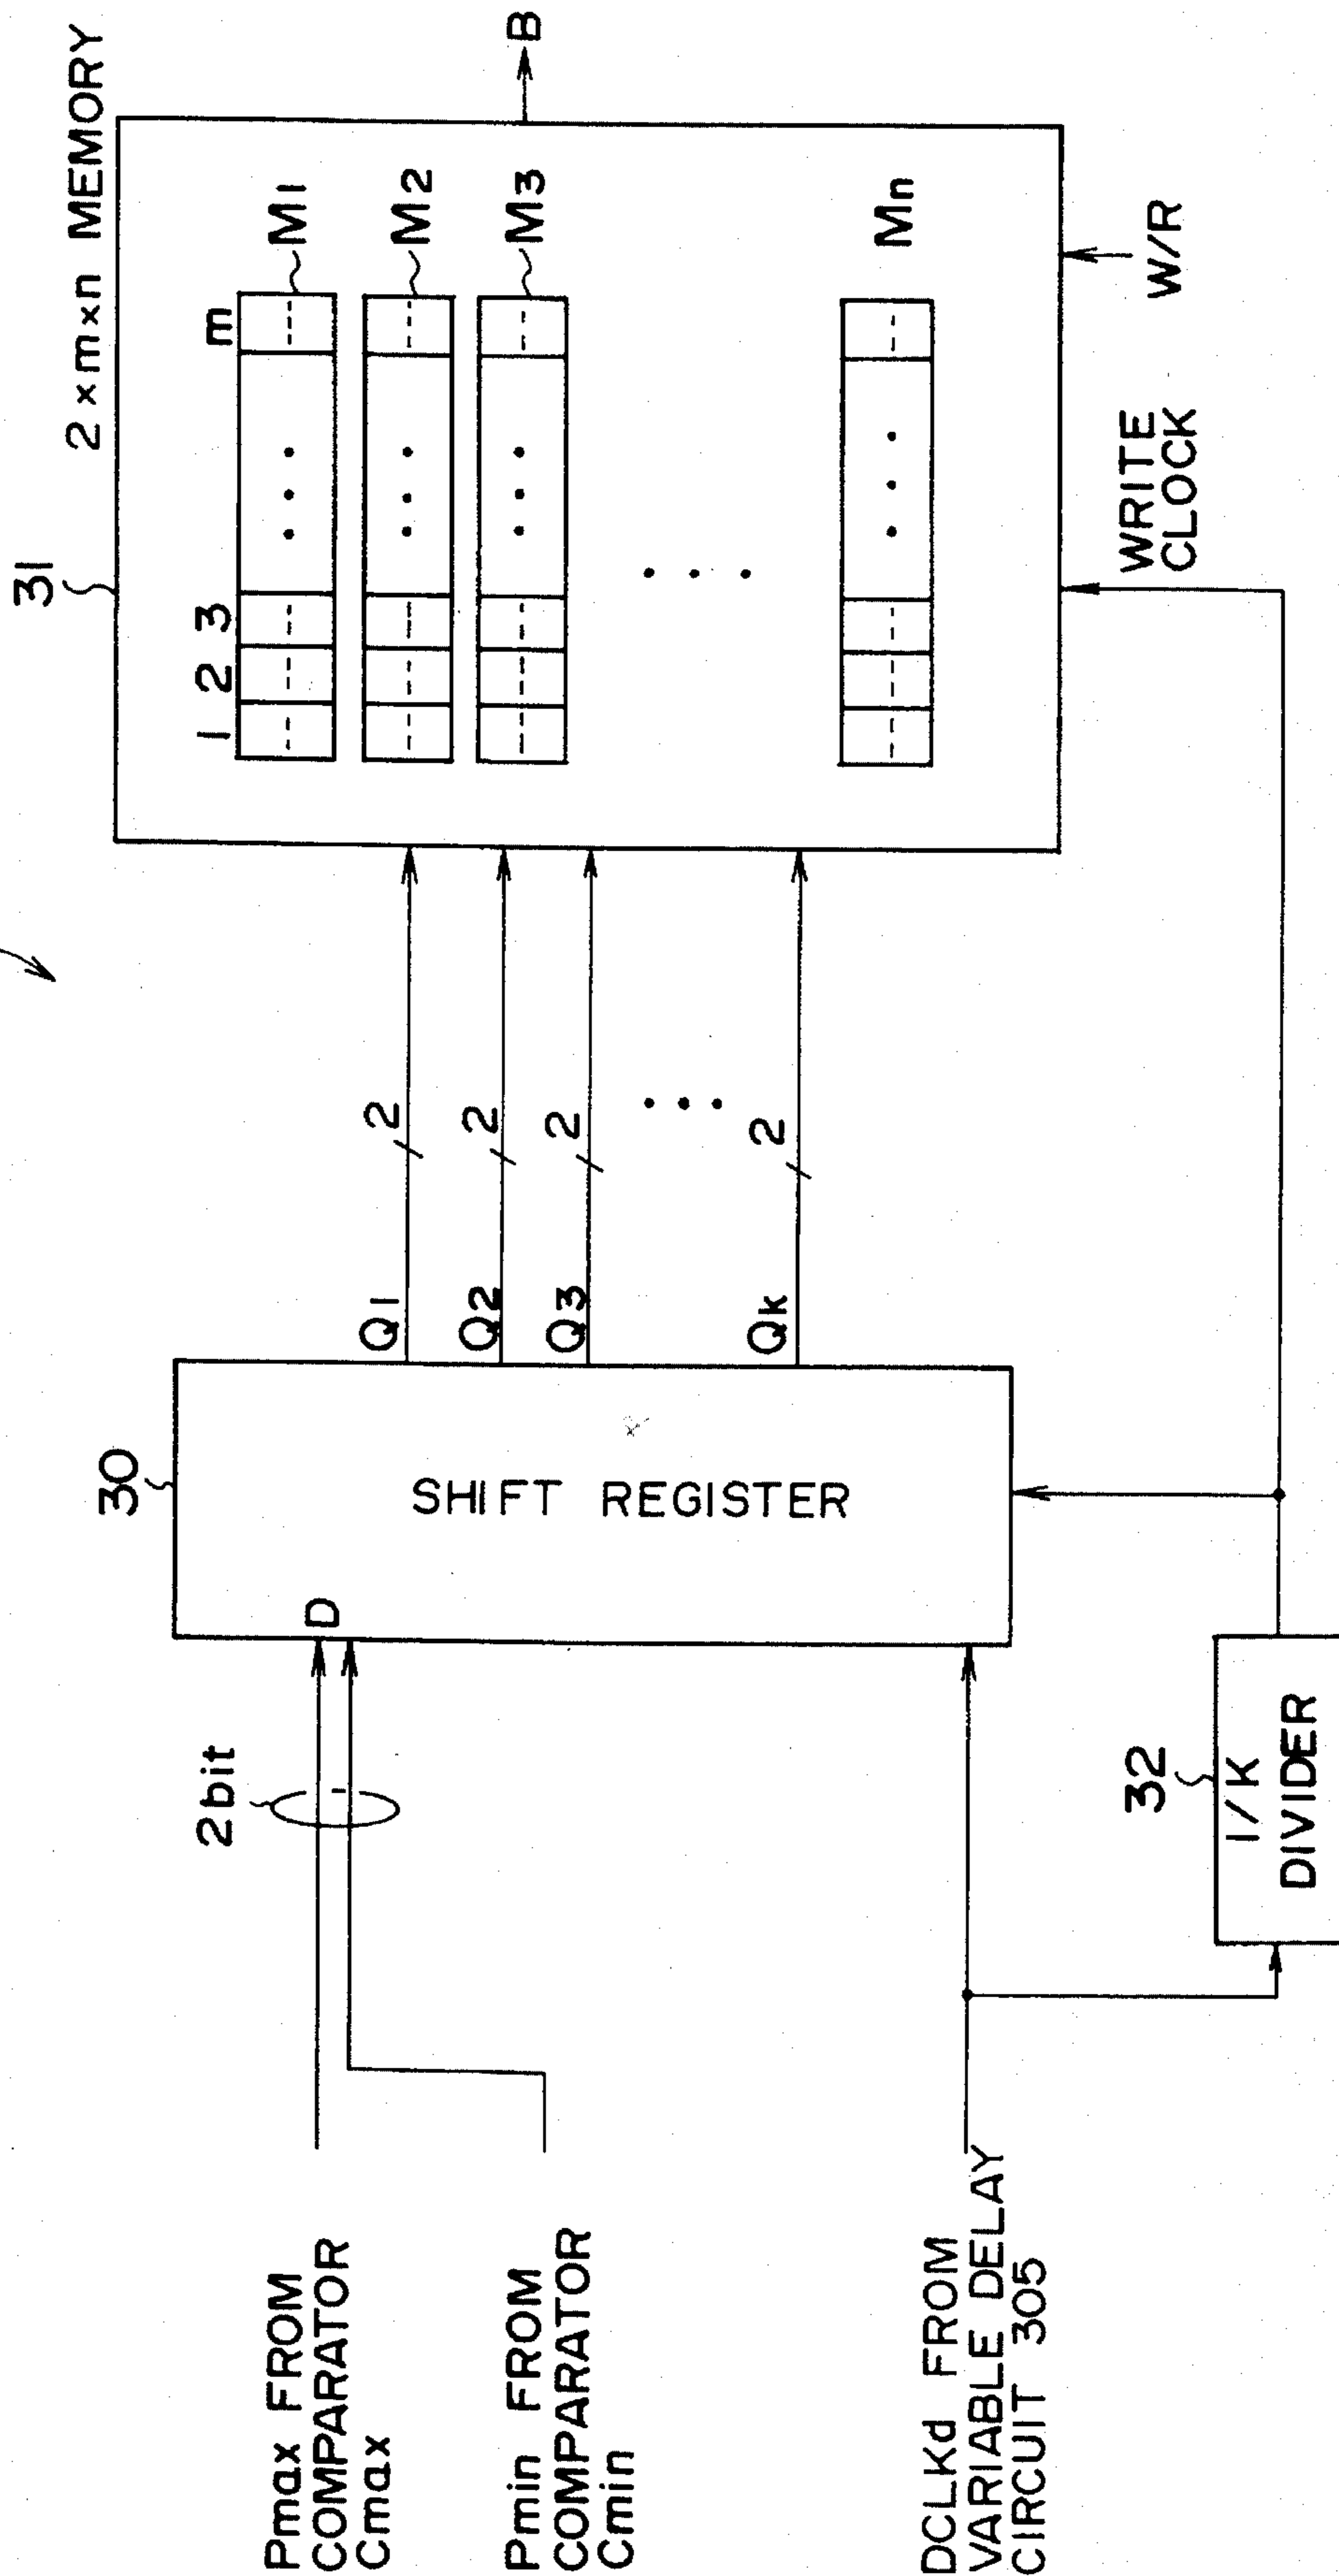 31
2×m×n MEMORY
1 2 3 m
M1
M2
M3
Mn
B
30
2bit
D
SHIFT REGISTER
Q1
Q2
Q3
Qk
2
2
2
2
Pmax FROM
COMPARATOR
Cmax
Pmin FROM
COMPARATOR
Cmin
DCLKd FROM
VARIABLE DELAY
CIRCUIT 305
32
1/K
DIVIDER
WRITE
CLOCK
W/R